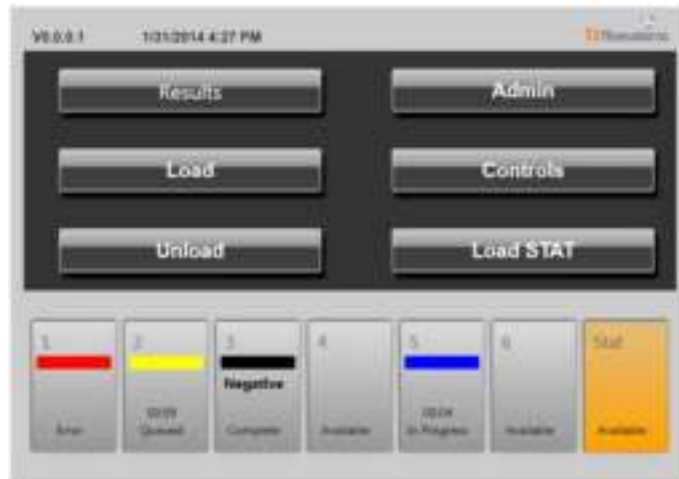 V0.0.0.1 1/31/2014 4:27 PM
Results Admin
Load Controls
Unload Load STAT
1 2 3 4 5 6 Stat
Negative
Queued In Progress
Error Complete Available Available Available